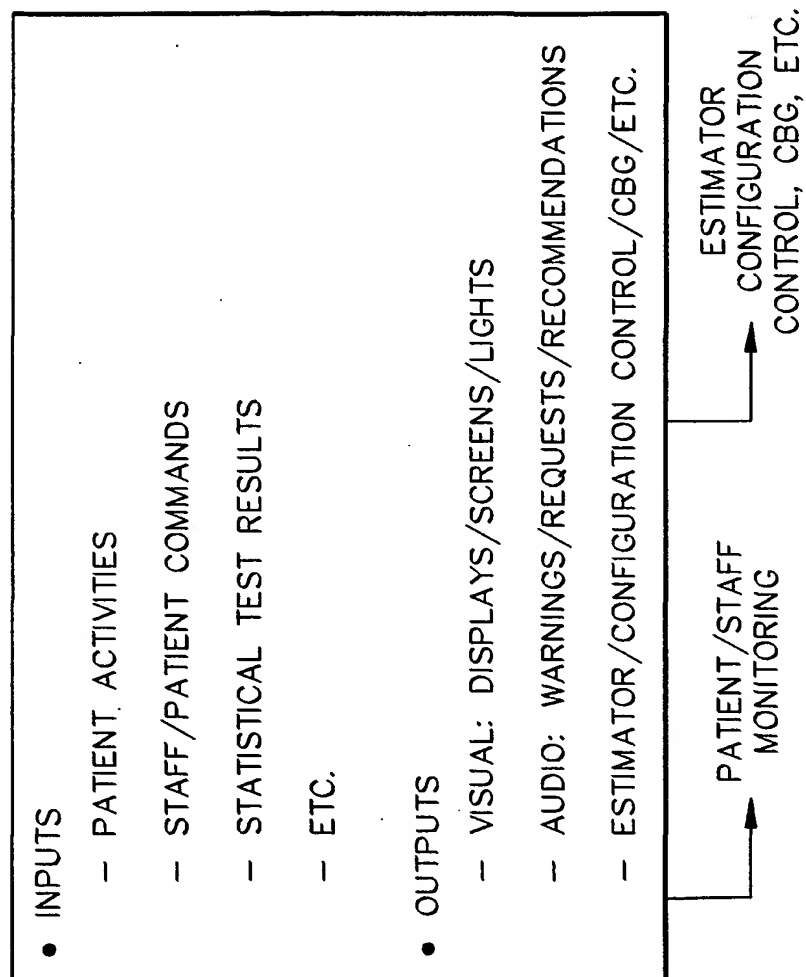 • INPUTS
– PATIENT ACTIVITIES
– STAFF/PATIENT COMMANDS
– STATISTICAL TEST RESULTS
– ETC.
• OUTPUTS
– VISUAL: DISPLAYS/SCREENS/LIGHTS
– AUDIO: WARNINGS/REQUESTS/RECOMMENDATIONS
– ESTIMATOR/CONFIGURATION CONTROL/CBG/ETC.
PATIENT/STAFF
MONITORING
ESTIMATOR
CONFIGURATION
CONTROL, CBG, ETC.